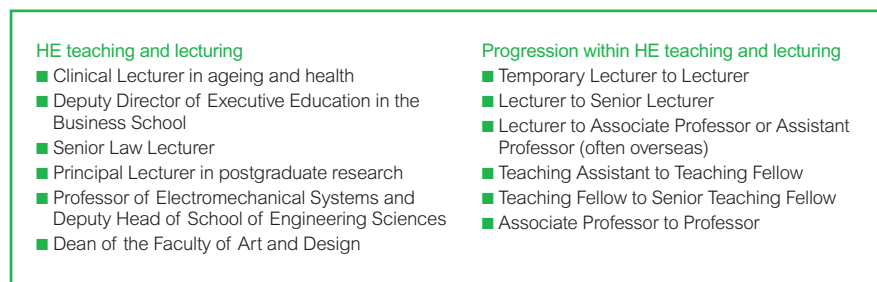 HE teaching and lecturing
■ Clinical Lecturer in ageing and health
■ Deputy Director of Executive Education in the
Business School
■ Senior Law Lecturer
■ Principal Lecturer in postgraduate research
■ Professor of Electromechanical Systems and
Deputy Head of School of Engineering Sciences
■ Dean of the Faculty of Art and Design
Progression within HE teaching and lecturing
■ Temporary Lecturer to Lecturer
■ Lecturer to Senior Lecturer
■ Lecturer to Associate Professor or Assistant
Professor (often overseas)
■ Teaching Assistant to Teaching Fellow
■ Teaching Fellow to Senior Teaching Fellow
■ Associate Professor to Professor